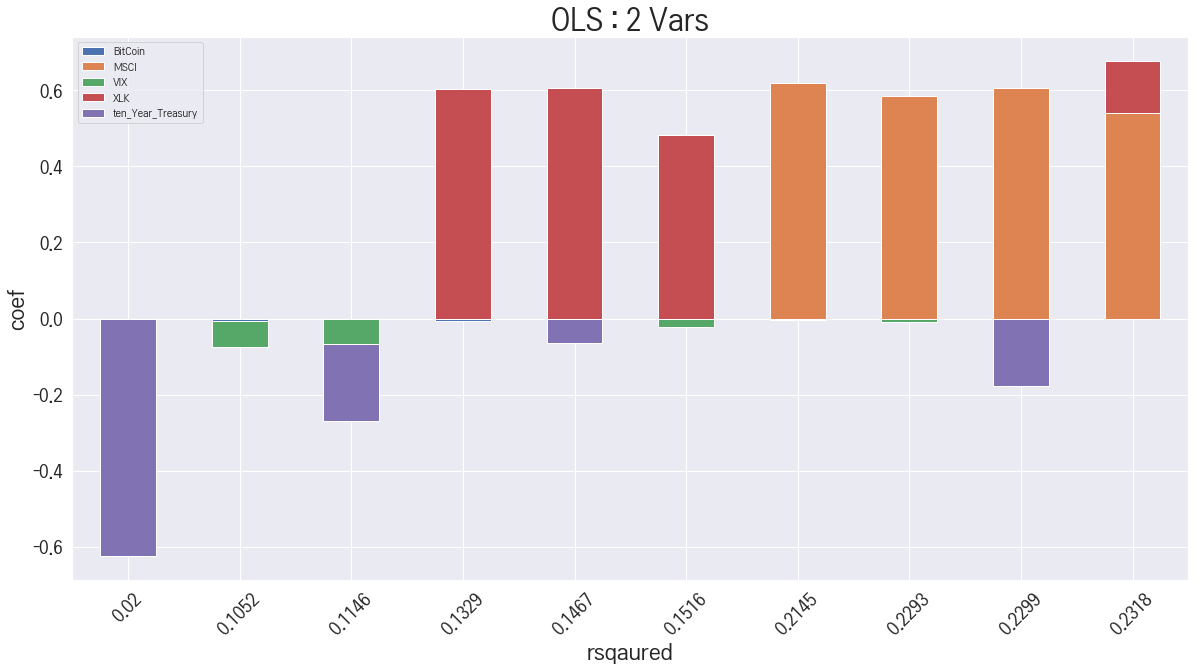 OLS : 2 Vars
BitCoin
MSCI
VIX
XLK
ten_Year_Treasury
coef
0.6
0.4
0.2
0.0
−0.2
−0.4
−0.6
0.02
0.1052
0.1146
0.1329
0.1467
0.1516
0.2145
0.2293
0.2299
0.2318
rsqaured